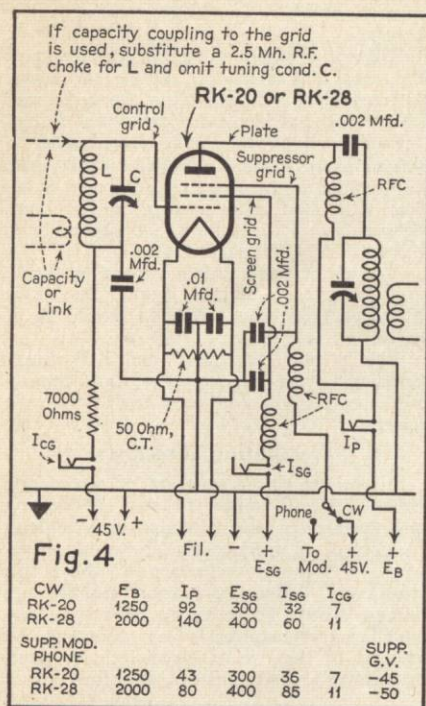 If capacity coupling to the grid
is used, substitute a 2.5 Mh. R.F.
choke for L and omit tuning cond. C.
RK-20 or RK-28
Control
grid
Plate
.002 Mfd.
Suppressor
grid
RFC
L
C
Screen grid
.002 Mfd.
.002
Mfd.
.01
Mfd.
Capacity
or
Link
7000
Ohms
50 Ohm,
C.T.
RFC
ICG
ISG
IP
Phone
CW
- 45V. +
Fil.
-
+
ESG
To
Mod.
+
45V.
+
EB
Fig. 4
CW EB IP ESG ISG ICG
RK-20 1250 92 300 32 7
RK-28 2000 140 400 60 11
SUPP. MOD.
PHONE
SUPP.
G.V.
RK-20 1250 43 300 36 7 -45
RK-28 2000 80 400 85 11 -50